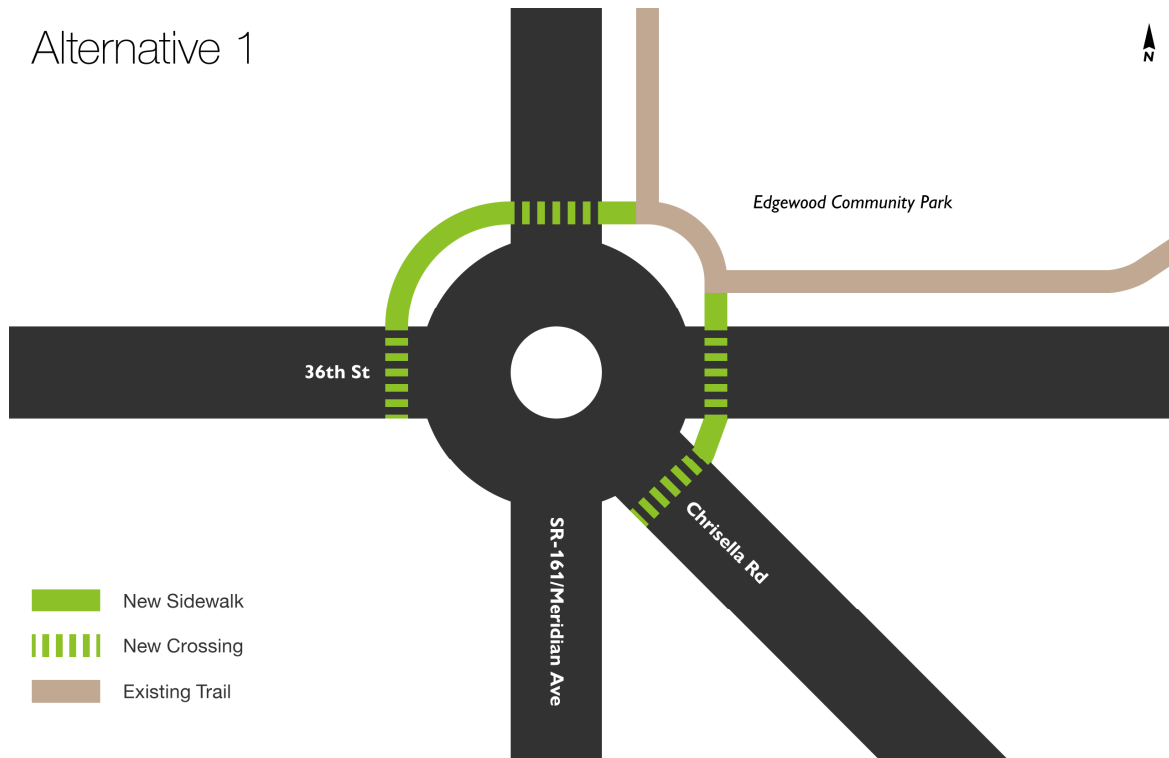 Alternative 1
N
Edgewood Community Park
36th St
Chrisella Rd
SR-161/Meridian Ave
New Sidewalk
New Crossing
Existing Trail